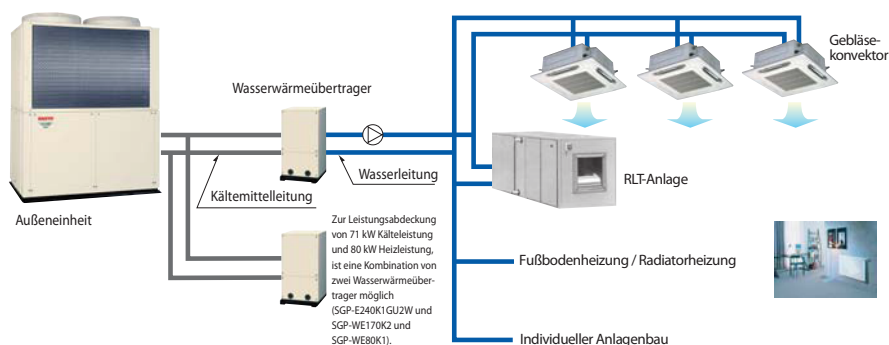 Gebläse-
konvektor
Wasserwärmeübertrager
SANYO
Wasserleitung
RLT-Anlage
Kältemittelleitung
Außeneinheit
Zur Leistungsabdeckung
von 71 kW Kälteleistung
und 80 kW Heizleistung,
ist eine Kombination von
zwei Wasserwärmeüber-
trager möglich
(SGP-E240K1GU2W und
SGP-WE170K2 und
SGP-WE80K1).
Fußbodenheizung / Radiatorheizung
Individueller Anlagenbau